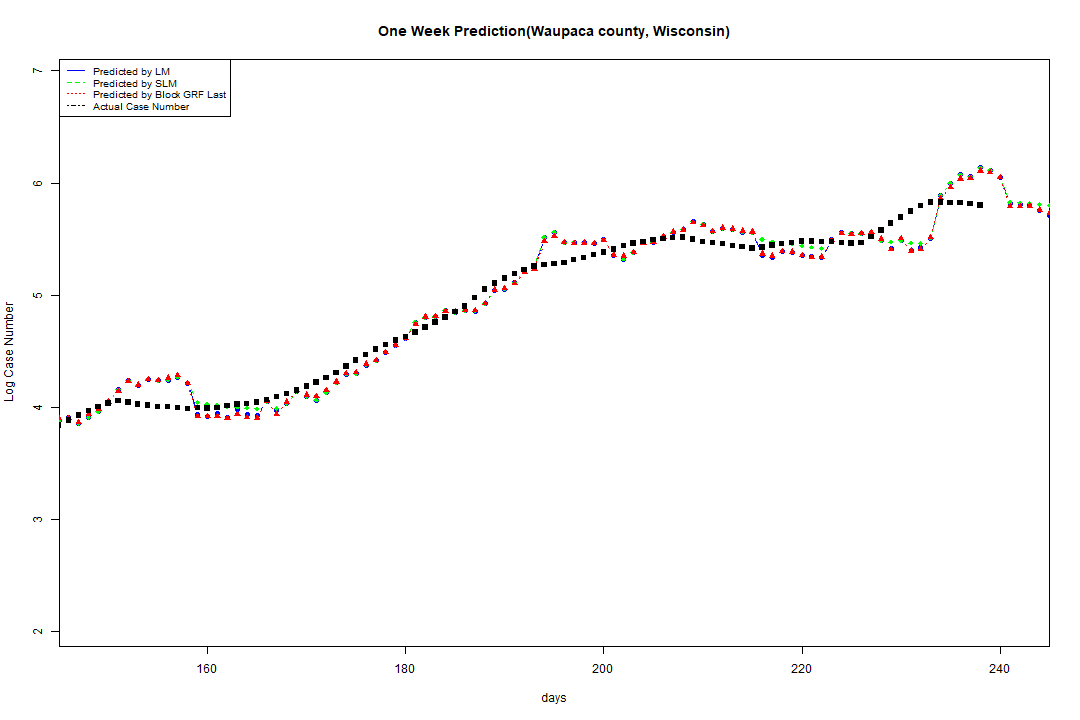 One Week Prediction(Waupaca county, Wisconsin)
Predicted by LM
Predicted by SLM
Predicted by Block GRF Last
Actual Case Number
7
6
5
4
3
2
Log Case Number
160 180 200 220 240
days